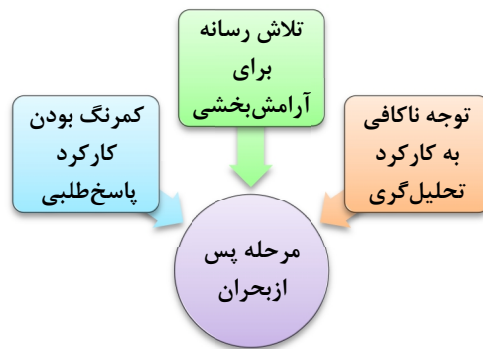 تلاش رسانه
برای
آرامش‌بخشی
توجه ناکافی
به کارکرد
تحلیل‌گری
کمرنگ بودن
کارکرد
پاسخ‌طلبی
مرحله پس
ازبحران